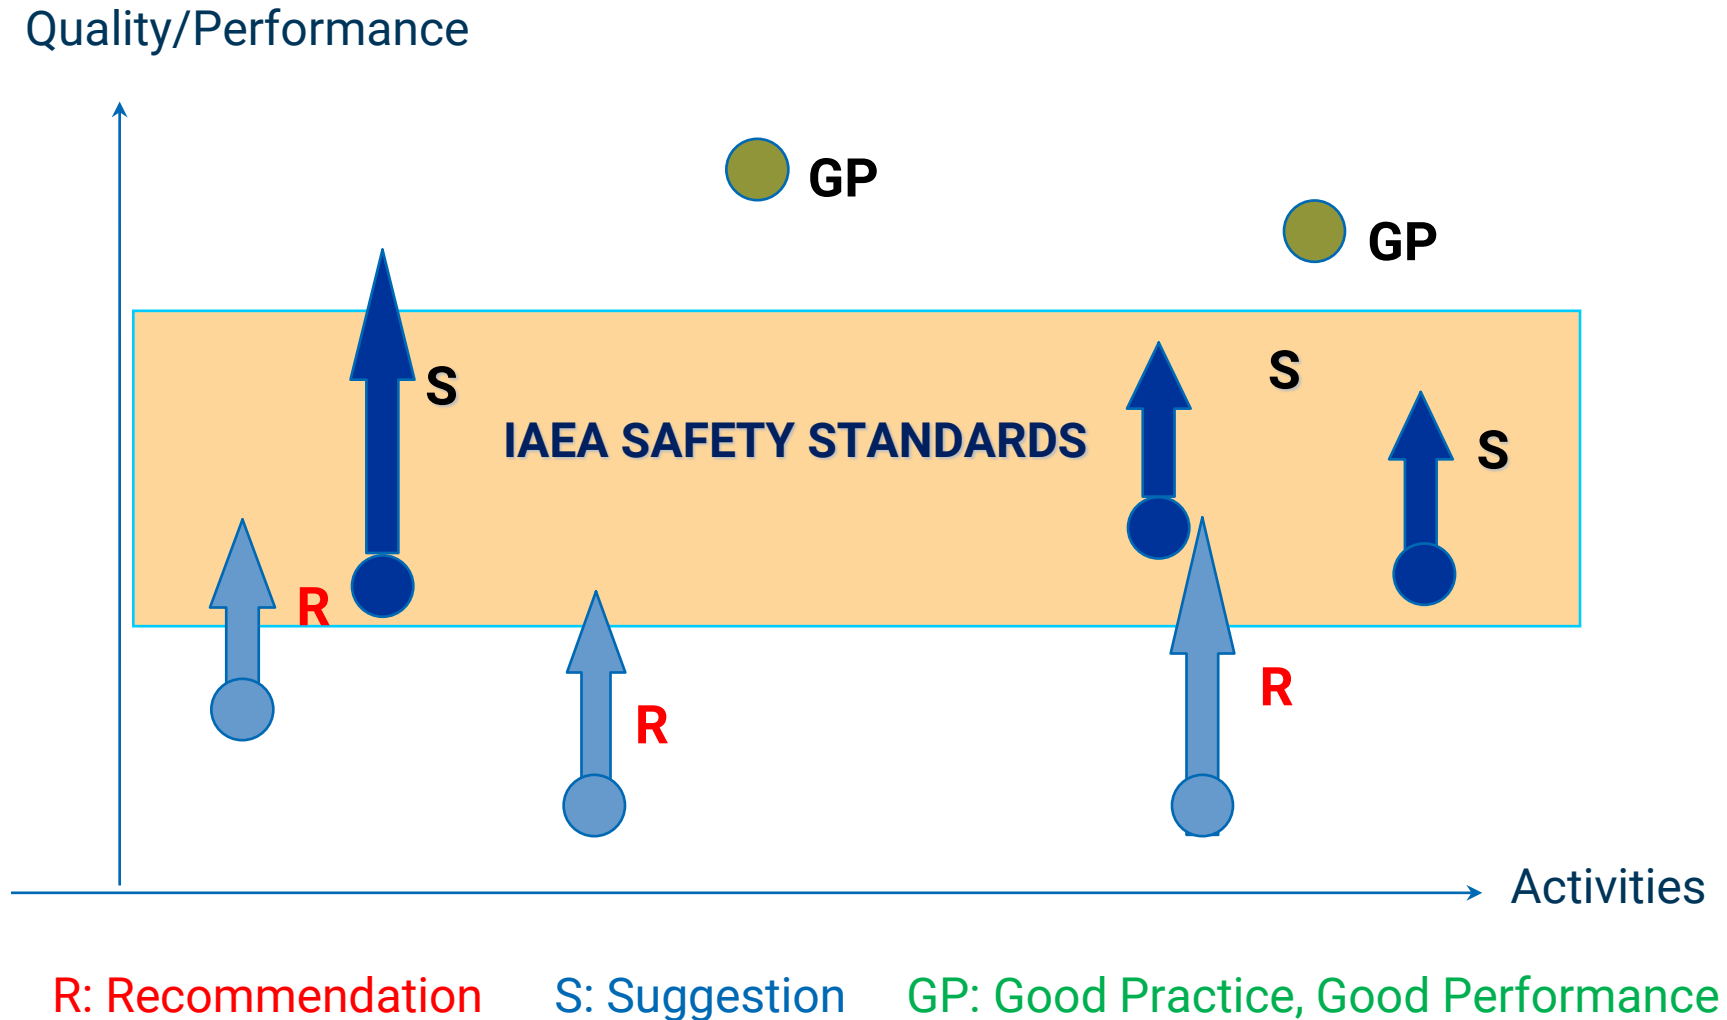 Quality/Performance
GP
GP
S
S
IAEA SAFETY STANDARDS
S
R
R
R
Activities
R: Recommendation S: Suggestion GP: Good Practice, Good Performance